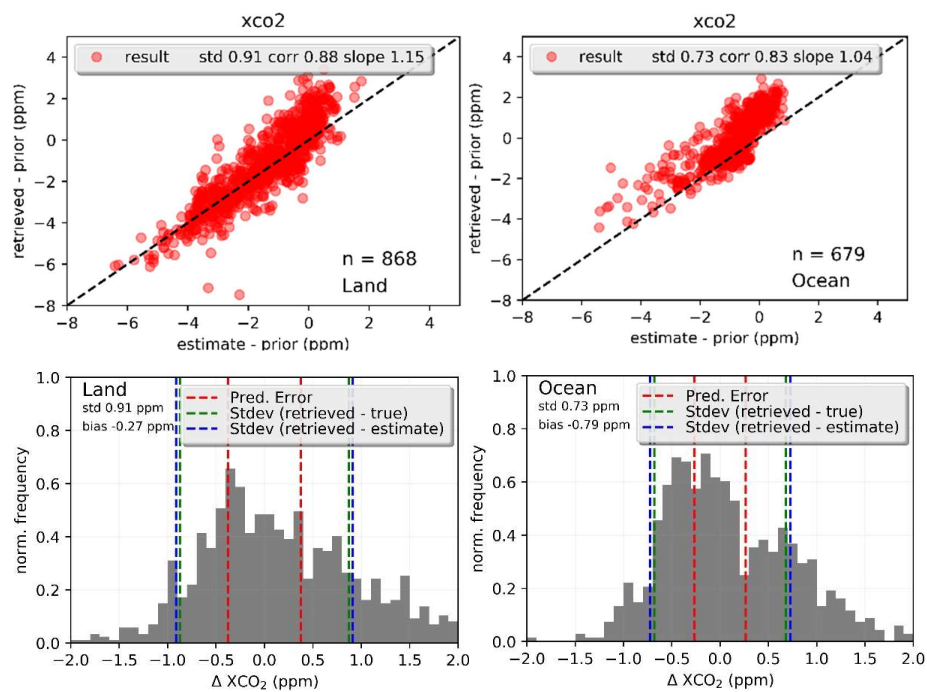 xco2
result std 0.91 corr 0.88 slope 1.15
retrieved - prior (ppm)
4
2
0
−2
−4
−6
−8
n = 868
Land
−8 −6 −4 −2 0 2 4
estimate - prior (ppm)
xco2
result std 0.73 corr 0.83 slope 1.04
retrieved - prior (ppm)
4
2
0
−2
−4
−6
−8
n = 679
Ocean
−8 −6 −4 −2 0 2 4
estimate - prior (ppm)
Land
std 0.91 ppm
bias -0.27 ppm
Pred. Error
Stdev (retrieved - true)
Stdev (retrieved - estimate)
norm. frequency
1.0
0.8
0.6
0.4
0.2
0.0
−2.0 −1.5 −1.0 −0.5 0.0 0.5 1.0 1.5 2.0
Δ XCO₂ (ppm)
Ocean
std 0.73 ppm
bias -0.79 ppm
Pred. Error
Stdev (retrieved - true)
Stdev (retrieved - estimate)
norm. frequency
1.0
0.8
0.6
0.4
0.2
0.0
−2.0 −1.5 −1.0 −0.5 0.0 0.5 1.0 1.5 2.0
Δ XCO₂ (ppm)